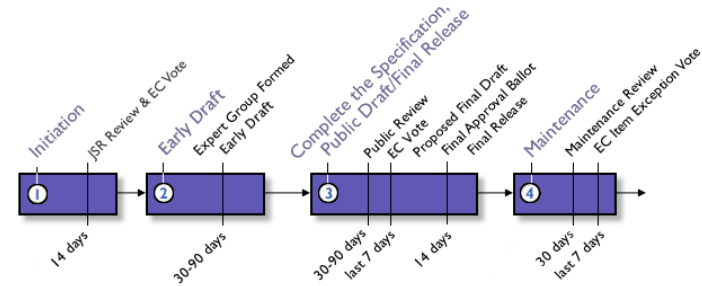 Initiation
JSR Review & EC Vote
Early Draft
Expert Group Formed
Early Draft
Complete the Specification,
Public Draft/Final Release
Public Review
EC Vote
Proposed Final Draft
Final Approval Ballot
Final Release
Maintenance
Maintenance Review
EC Item Exception Vote
1
2
3
4
14 days
30-90 days
30-90 days
last 7 days
14 days
30 days
last 7 days